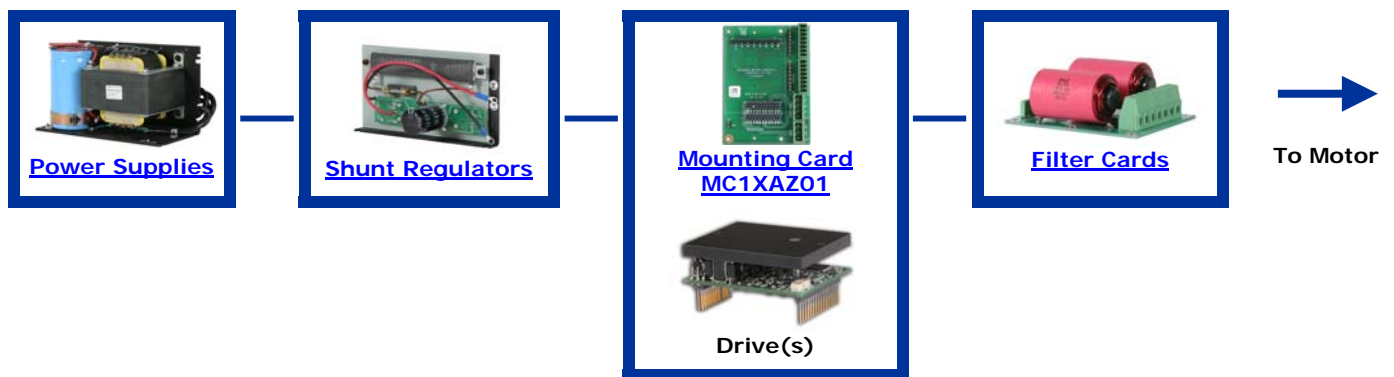 Power Supplies
Shunt Regulators
Mounting Card
MC1XAZ01
Drive(s)
Filter Cards
To Motor